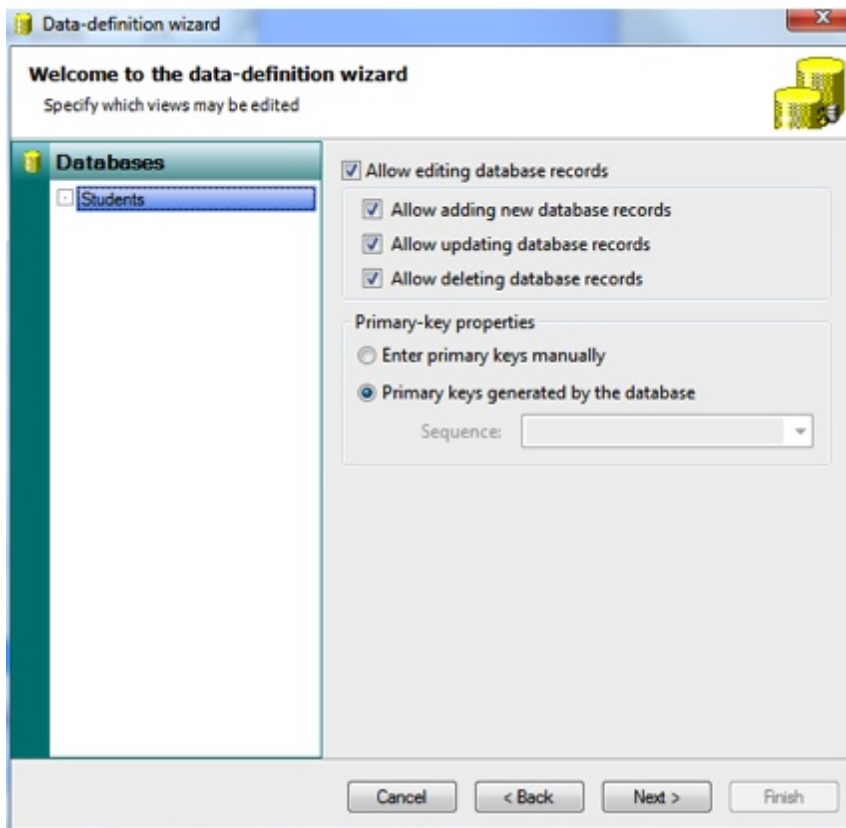 Data-definition wizard
Welcome to the data-definition wizard
Specify which views may be edited
Databases
Students
Allow editing database records
Allow adding new database records
Allow updating database records
Allow deleting database records
Primary-key properties
Enter primary keys manually
Primary keys generated by the database
Sequence:
Cancel
< Back
Next >
Finish